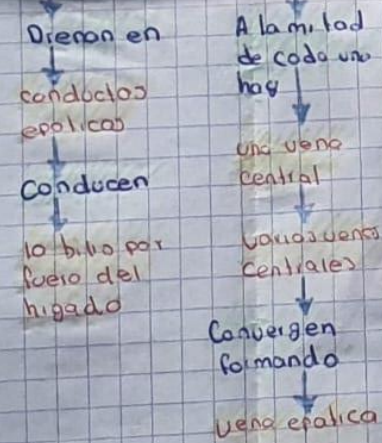 Drenan en
conductos
epaticos
Conducen
la bilis por
fuera del
higado
A la mitad
de cada uno
hay
una vena
central
varias venas
centrales
Convergen
formando
vena epatica